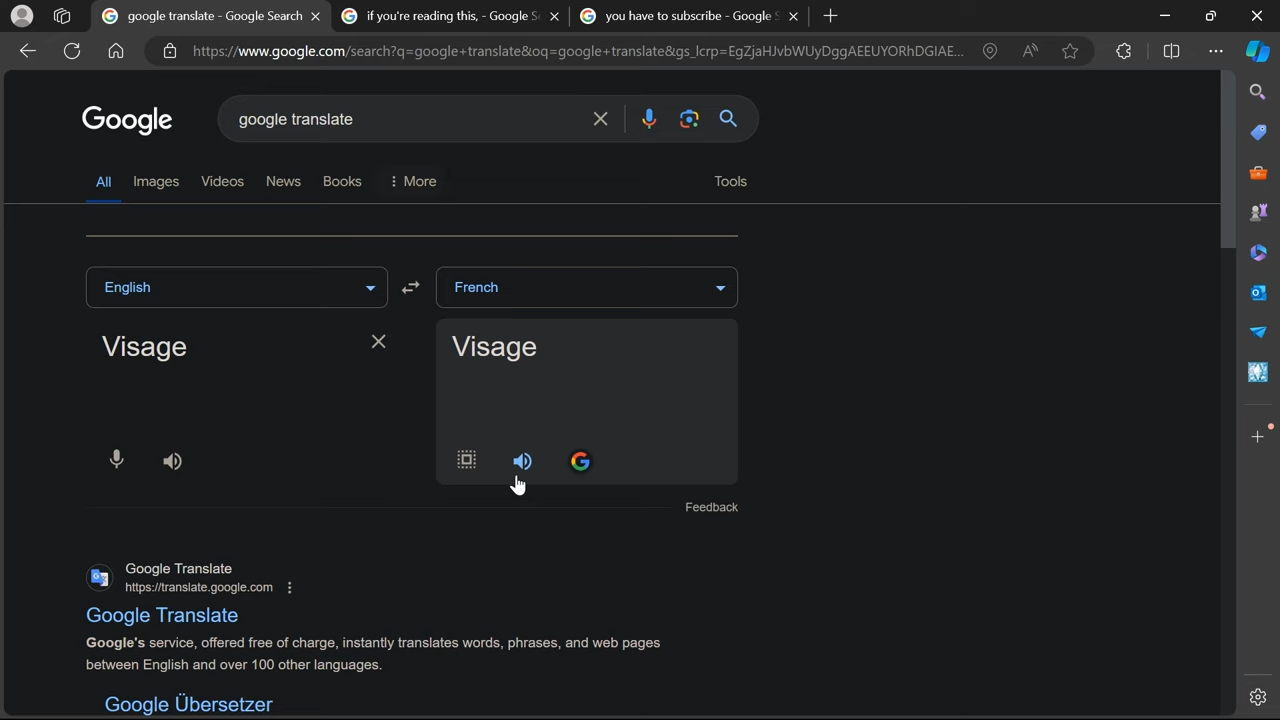 google translate - Google Search
if you're reading this, - Google Se
you have to subscribe - Google S
https://www.google.com/search?q=google+translate&oq=google+translate&gs_lcrp=EgZjaHJvbWUyDggAEEUYORhDGIAE...
Google
google translate
All Images Videos News Books More Tools
English French
Visage Visage
Feedback
Google Translate
https://translate.google.com
Google Translate
Google's service, offered free of charge, instantly translates words, phrases, and web pages
between English and over 100 other languages.
Google Übersetzer